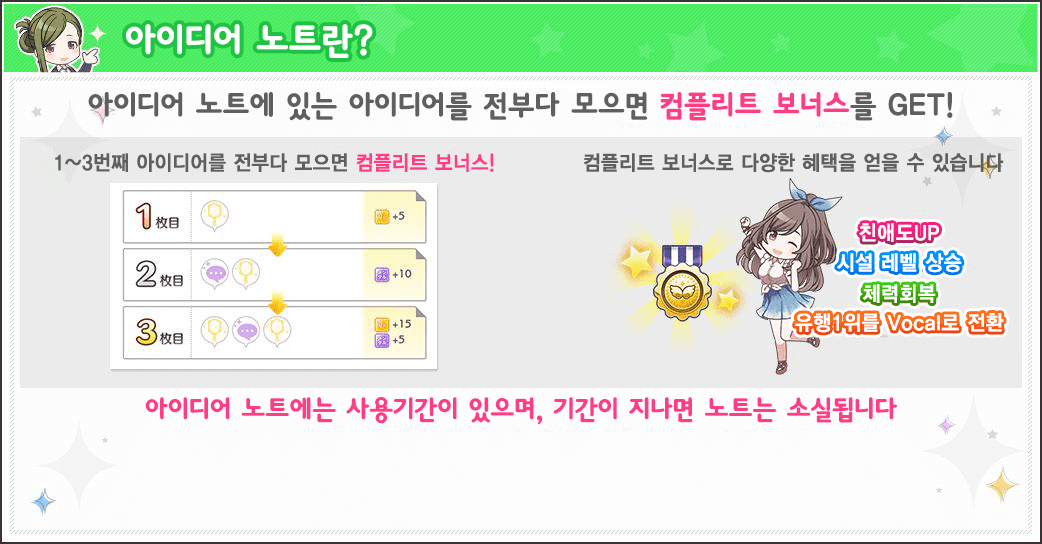 아이디어 노트란?
아이디어 노트에 있는 아이디어를 전부다 모으면 컴플리트 보너스를 GET!
1～3번째 아이디어를 전부다 모으면 컴플리트 보너스!
1枚目
+5
2枚目
+10
3枚目
+15
+5
컴플리트 보너스로 다양한 혜택을 얻을 수 있습니다
친애도UP
시설 레벨 상승
체력회복
유행1위를 Vocal로 전환
아이디어 노트에는 사용기간이 있으며, 기간이 지나면 노트는 소실됩니다